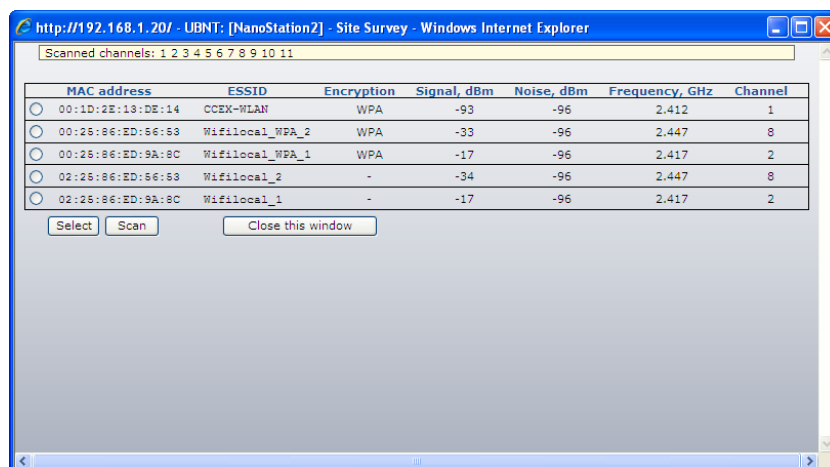 http://192.168.1.20/ - UBNT: [NanoStation2] - Site Survey - Windows Internet Explorer
Scanned channels: 1 2 3 4 5 6 7 8 9 10 11
MAC address ESSID Encryption Signal, dBm Noise, dBm Frequency, GHz Channel
00:1D:2E:13:DE:14 CCEX-WLAN WPA -93 -96 2.412 1
00:25:86:ED:56:53 Wifilocal_WPA_2 WPA -33 -96 2.447 8
00:25:86:ED:9A:8C Wifilocal_WPA_1 WPA -17 -96 2.417 2
02:25:86:ED:56:53 Wifilocal_2 - -34 -96 2.447 8
02:25:86:ED:9A:8C Wifilocal_1 - -17 -96 2.417 2
Select Scan Close this window